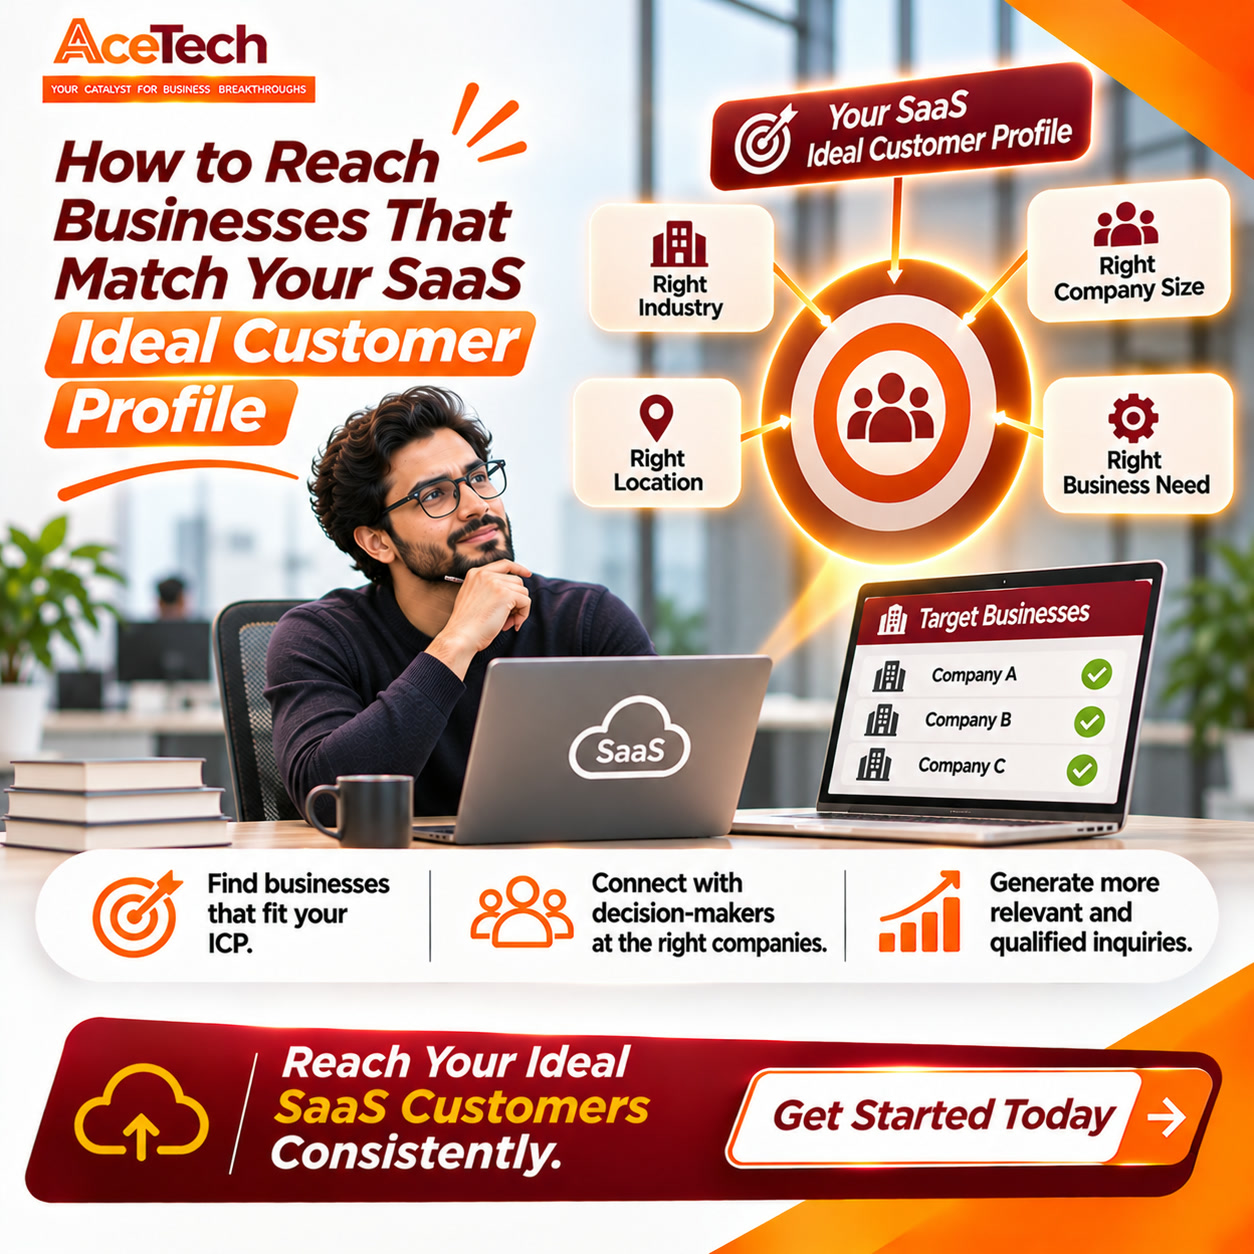 AceTech
YOUR CATALYST FOR BUSINESS BREAKTHROUGHS
How to Reach
Businesses That
Match Your SaaS
Ideal Customer
Profile
Your SaaS
Ideal Customer Profile
Right
Industry
Right
Company Size
Right
Location
Right
Business Need
Target Businesses
Company A
Company B
Company C
SaaS
Find businesses
that fit your
ICP.
Connect with
decision-makers
at the right companies.
Generate more
relevant and
qualified inquiries.
Reach Your Ideal
SaaS Customers
Consistently.
Get Started Today